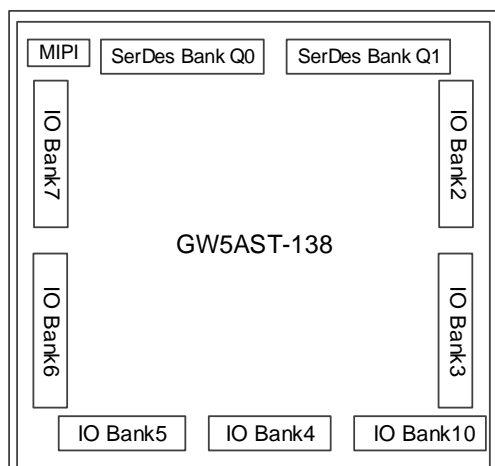 MIPI
SerDes Bank Q0
SerDes Bank Q1
IO Bank7
IO Bank2
GW5AST-138
IO Bank6
IO Bank3
IO Bank5
IO Bank4
IO Bank10